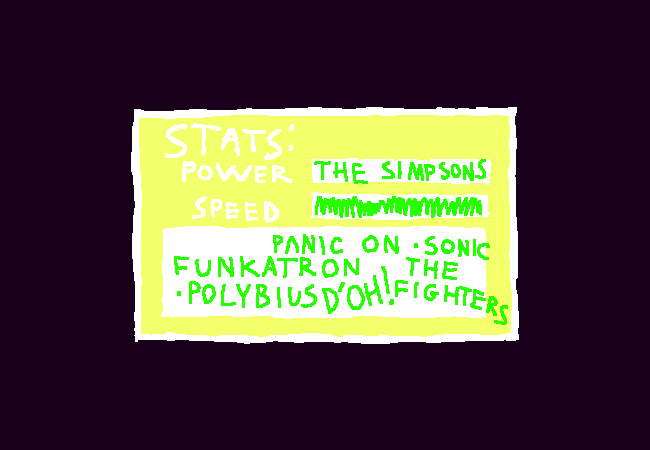 STATS:
POWER THE SIMPSONS
SPEED
PANIC ON • SONIC
FUNKATRON THE
• POLYBIUS D'OH! FIGHTERS